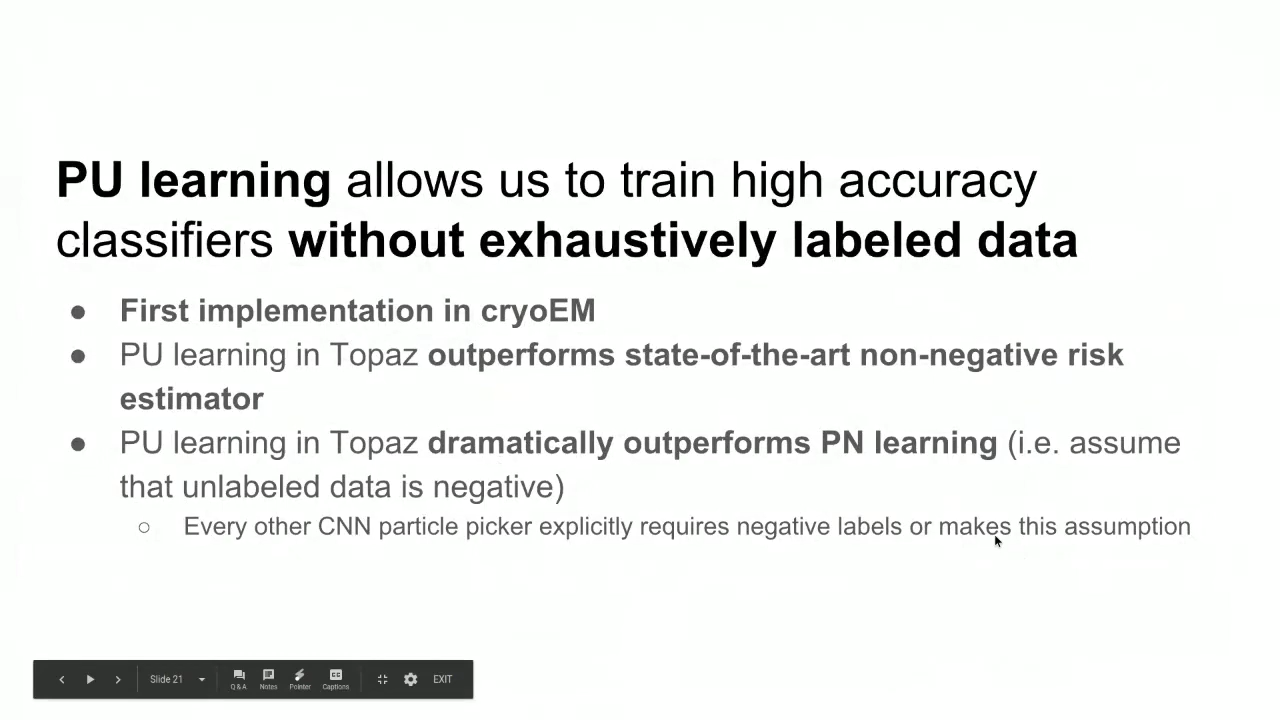 PU learning allows us to train high accuracy
classifiers without exhaustively labeled data
● First implementation in cryoEM
● PU learning in Topaz outperforms state-of-the-art non-negative risk
estimator
● PU learning in Topaz dramatically outperforms PN learning (i.e. assume
that unlabeled data is negative)
○ Every other CNN particle picker explicitly requires negative labels or makes this assumption
Slide 21
Q & A Notes Pointer Captions EXIT